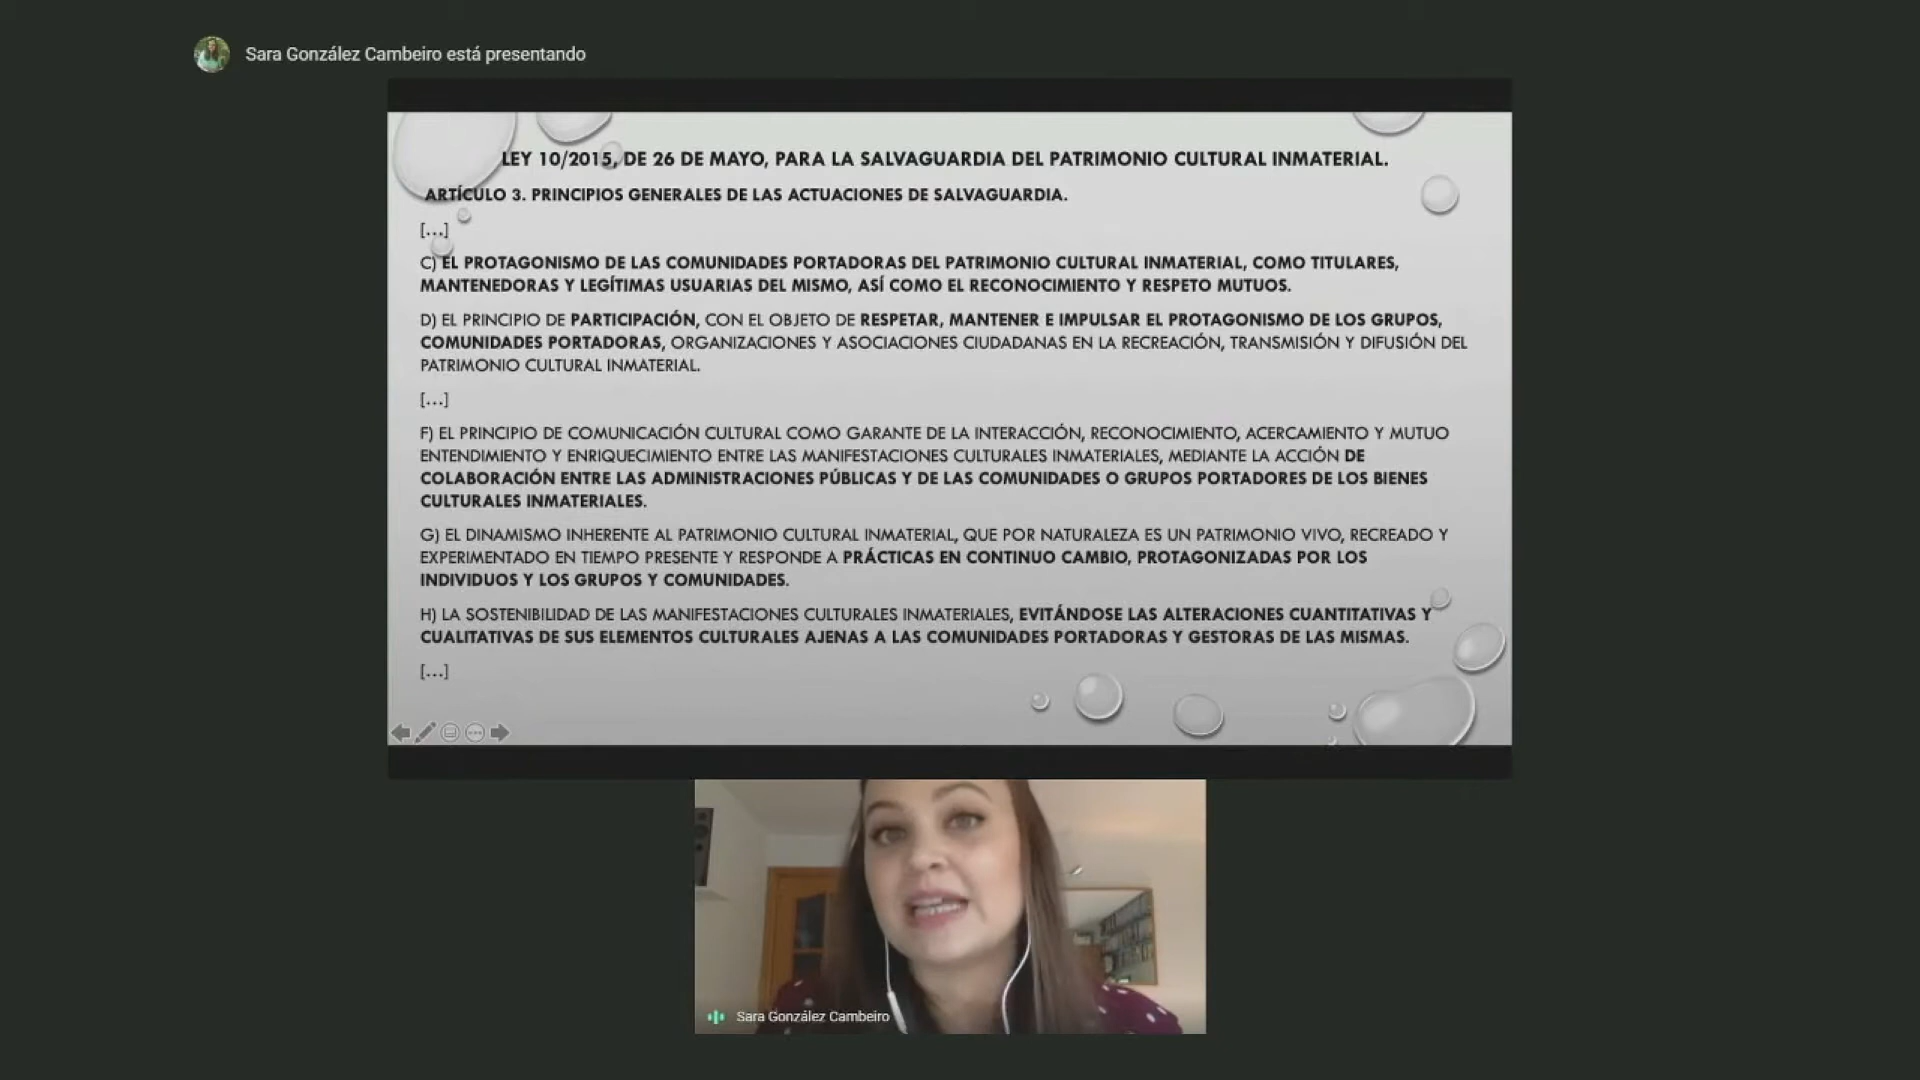 Sara González Cambeiro está presentando
LEY 10/2015, DE 26 DE MAYO, PARA LA SALVAGUARDIA DEL PATRIMONIO CULTURAL INMATERIAL.
ARTÍCULO 3. PRINCIPIOS GENERALES DE LAS ACTUACIONES DE SALVAGUARDIA.
[...]
C) EL PROTAGONISMO DE LAS COMUNIDADES PORTADORAS DEL PATRIMONIO CULTURAL INMATERIAL, COMO TITULARES,
MANTENEDORAS Y LEGÍTIMAS USUARIAS DEL MISMO, ASÍ COMO EL RECONOCIMIENTO Y RESPETO MUTUOS.
D) EL PRINCIPIO DE PARTICIPACIÓN, CON EL OBJETO DE RESPETAR, MANTENER E IMPULSAR EL PROTAGONISMO DE LOS GRUPOS,
COMUNIDADES PORTADORAS, ORGANIZACIONES Y ASOCIACIONES CIUDADANAS EN LA RECREACIÓN, TRANSMISIÓN Y DIFUSIÓN DEL
PATRIMONIO CULTURAL INMATERIAL.
[...]
F) EL PRINCIPIO DE COMUNICACIÓN CULTURAL COMO GARANTE DE LA INTERACCIÓN, RECONOCIMIENTO, ACERCAMIENTO Y MUTUO
ENTENDIMIENTO Y ENRIQUECIMIENTO ENTRE LAS MANIFESTACIONES CULTURALES INMATERIALES, MEDIANTE LA ACCIÓN DE
COLABORACIÓN ENTRE LAS ADMINISTRACIONES PÚBLICAS Y DE LAS COMUNIDADES O GRUPOS PORTADORES DE LOS BIENES
CULTURALES INMATERIALES.
G) EL DINAMISMO INHERENTE AL PATRIMONIO CULTURAL INMATERIAL, QUE POR NATURALEZA ES UN PATRIMONIO VIVO, RECREADO Y
EXPERIMENTADO EN TIEMPO PRESENTE Y RESPONDE A PRÁCTICAS EN CONTINUO CAMBIO, PROTAGONIZADAS POR LOS
INDIVIDUOS Y LOS GRUPOS Y COMUNIDADES.
H) LA SOSTENIBILIDAD DE LAS MANIFESTACIONES CULTURALES INMATERIALES, EVITÁNDOSE LAS ALTERACIONES CUANTITATIVAS Y
CUALITATIVAS DE SUS ELEMENTOS CULTURALES AJENAS A LAS COMUNIDADES PORTADORAS Y GESTORAS DE LAS MISMAS.
[...]
Sara González Cambeiro